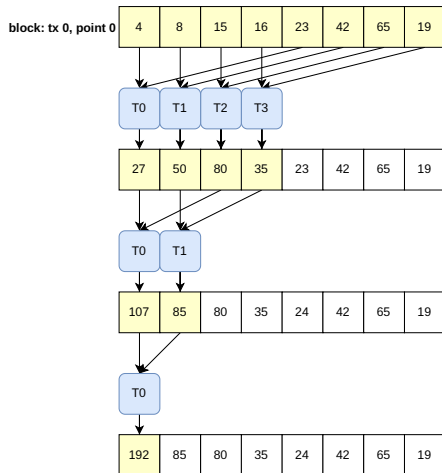 block: tx 0, point 0 4 8 15 16 23 42 65 19
T0 T1 T2 T3
27 50 80 35 23 42 65 19
T0 T1
107 85 80 35 24 42 65 19
T0
192 85 80 35 24 42 65 19